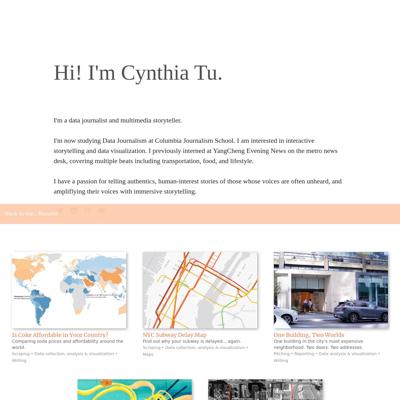 Hi! I'm Cynthia Tu.
I'm a data journalist and multimedia storyteller.
I'm now studying Data Journalism at Columbia Journalism School. I am interested in interactive
storytelling and data visualization. I previously interned at YangCheng Evening News on the metro news
desk, covering multiple beats including transportation, food, and lifestyle.
I have a passion for telling authentics, human-interest stories of those whose voices are often unheard, and
amplifiying their voices with immersive storytelling.
Back to top
Is Coke Affordable in Your Country?
Comparing soda prices and affordability around the
world.
Scraping • Data collection, analysis & visualization •
Writing
NYC Subway Delay Map
Find out why your subway is delayed... again.
Scraping • Data collection, analysis & visualization •
Maps
One Building, Two Worlds
One building in the city's most expensive
neighborhood. Two doors. Two addresses.
Pitching • Reporting • Data analysis & visualization •
Writing